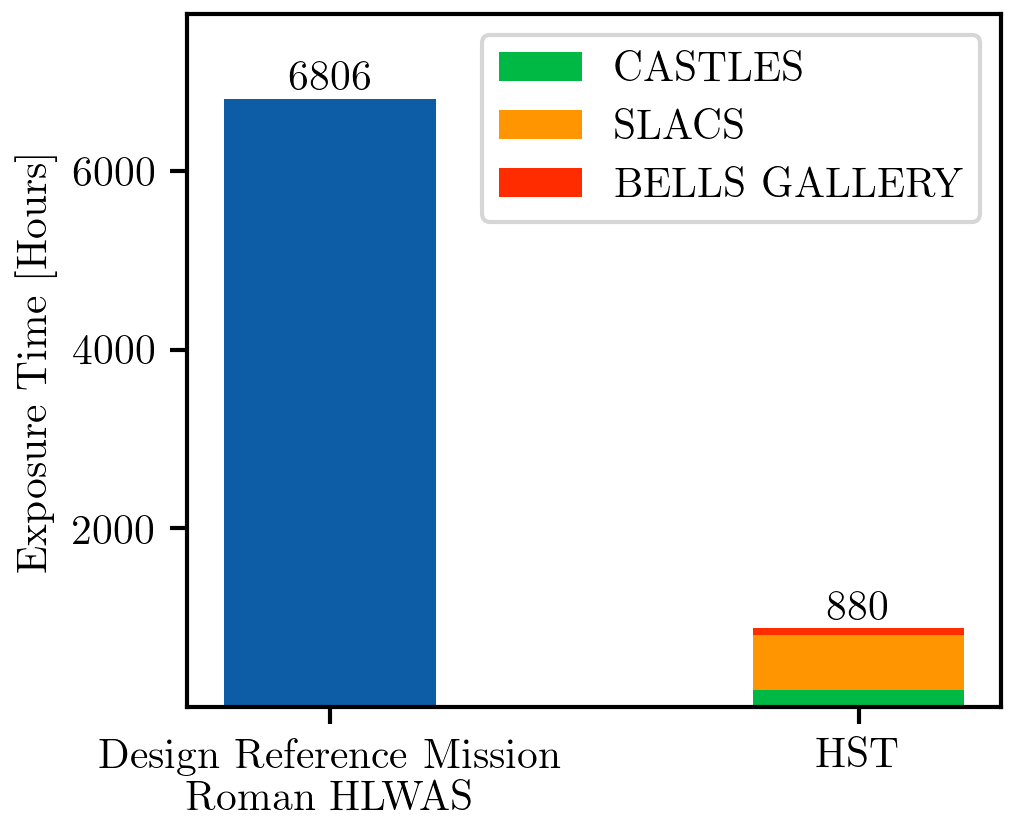 6806
CASTLES
SLACS
BELLS GALLERY
Exposure Time [Hours]
6000
4000
2000
880
Design Reference Mission
Roman HLWAS
HST